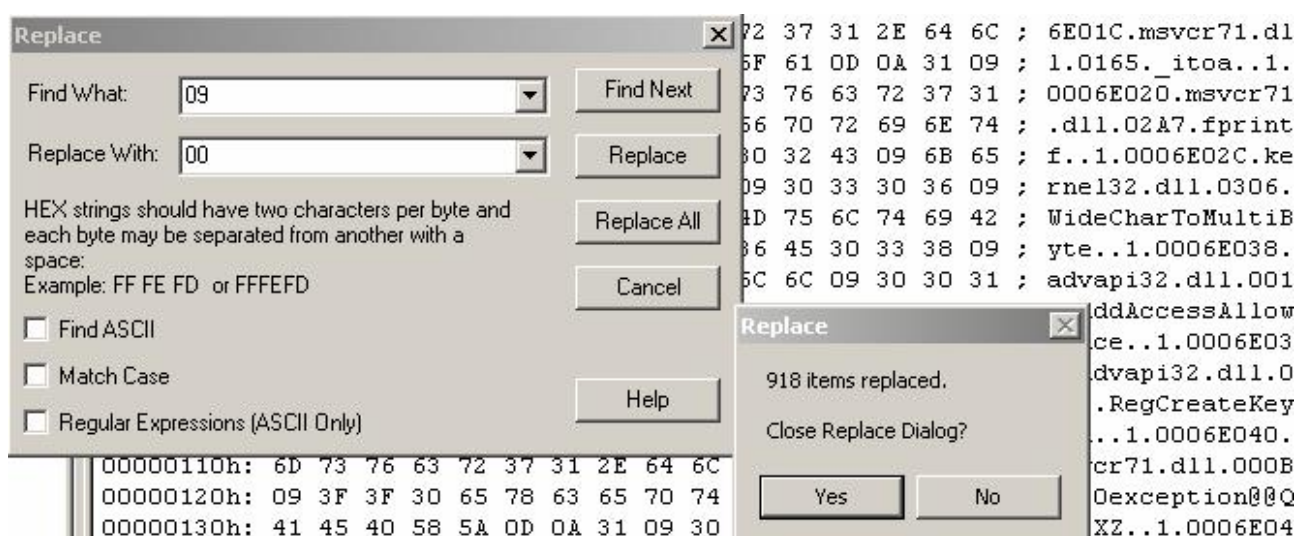 Replace
Find What: 09 Find Next
Replace With: 00 Replace
HEX strings should have two characters per byte and
each byte may be separated from another with a
space:
Example: FF FE FD or FFFEFD
Replace All
Cancel
Find ASCII
Match Case
Regular Expressions (ASCII Only)
Help
72 37 31 2E 64 6C ; 6E01C.msvcr71.dl
6F 61 0D 0A 31 09 ; l.0165._itoa..1.
73 76 63 72 37 31 ; 0006E020.msvcr71
66 70 72 69 6E 74 ; .dll.02A7.fprint
30 32 43 09 6B 65 ; f..1.0006E02C.ke
09 30 33 30 36 09 ; rnel32.dll.0306.
4D 75 6C 74 69 42 ; WideCharToMultiB
36 45 30 33 38 09 ; yte..1.0006E038.
6C 6C 09 30 30 31 ; advapi32.dll.001
ddAccessAllow
ce..1.0006E03
dvapi32.dll.0
.RegCreateKey
..1.0006E040.
cr71.dll.000B
0exception@@Q
XZ..1.0006E04
Replace
918 items replaced.
Close Replace Dialog?
Yes No
00000110h: 6D 73 76 63 72 37 31 2E 64 6C
00000120h: 09 3F 3F 30 65 78 63 65 70 74
00000130h: 41 45 40 58 5A 0D 0A 31 09 30